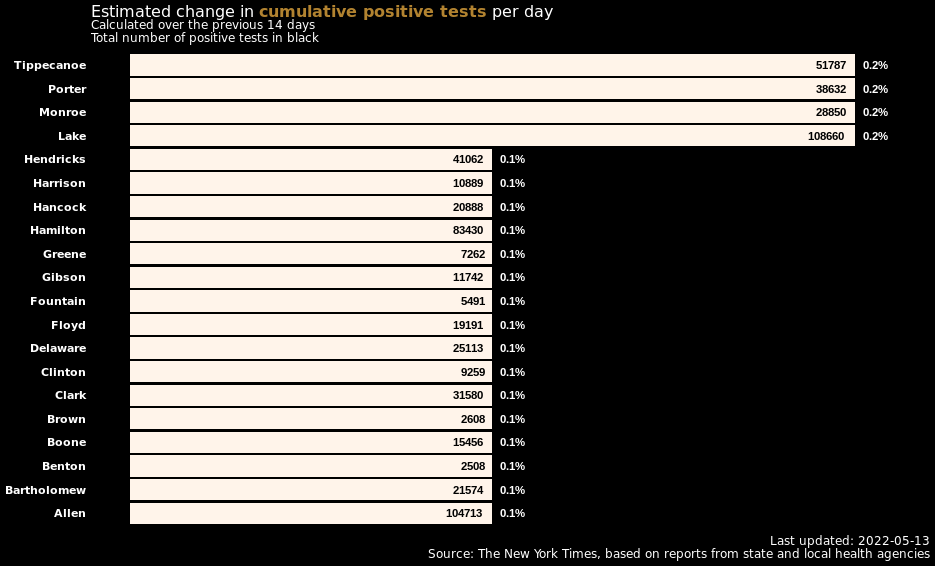 Estimated change in cumulative positive tests per day
Calculated over the previous 14 days
Total number of positive tests in black
Tippecanoe 51787 0.2%
Porter 38632 0.2%
Monroe 28850 0.2%
Lake 108660 0.2%
Hendricks 41062 0.1%
Harrison 10889 0.1%
Hancock 20888 0.1%
Hamilton 83430 0.1%
Greene 7262 0.1%
Gibson 11742 0.1%
Fountain 5491 0.1%
Floyd 19191 0.1%
Delaware 25113 0.1%
Clinton 9259 0.1%
Clark 31580 0.1%
Brown 2608 0.1%
Boone 15456 0.1%
Benton 2508 0.1%
Bartholomew 21574 0.1%
Allen 104713 0.1%
Last updated: 2022-05-13
Source: The New York Times, based on reports from state and local health agencies